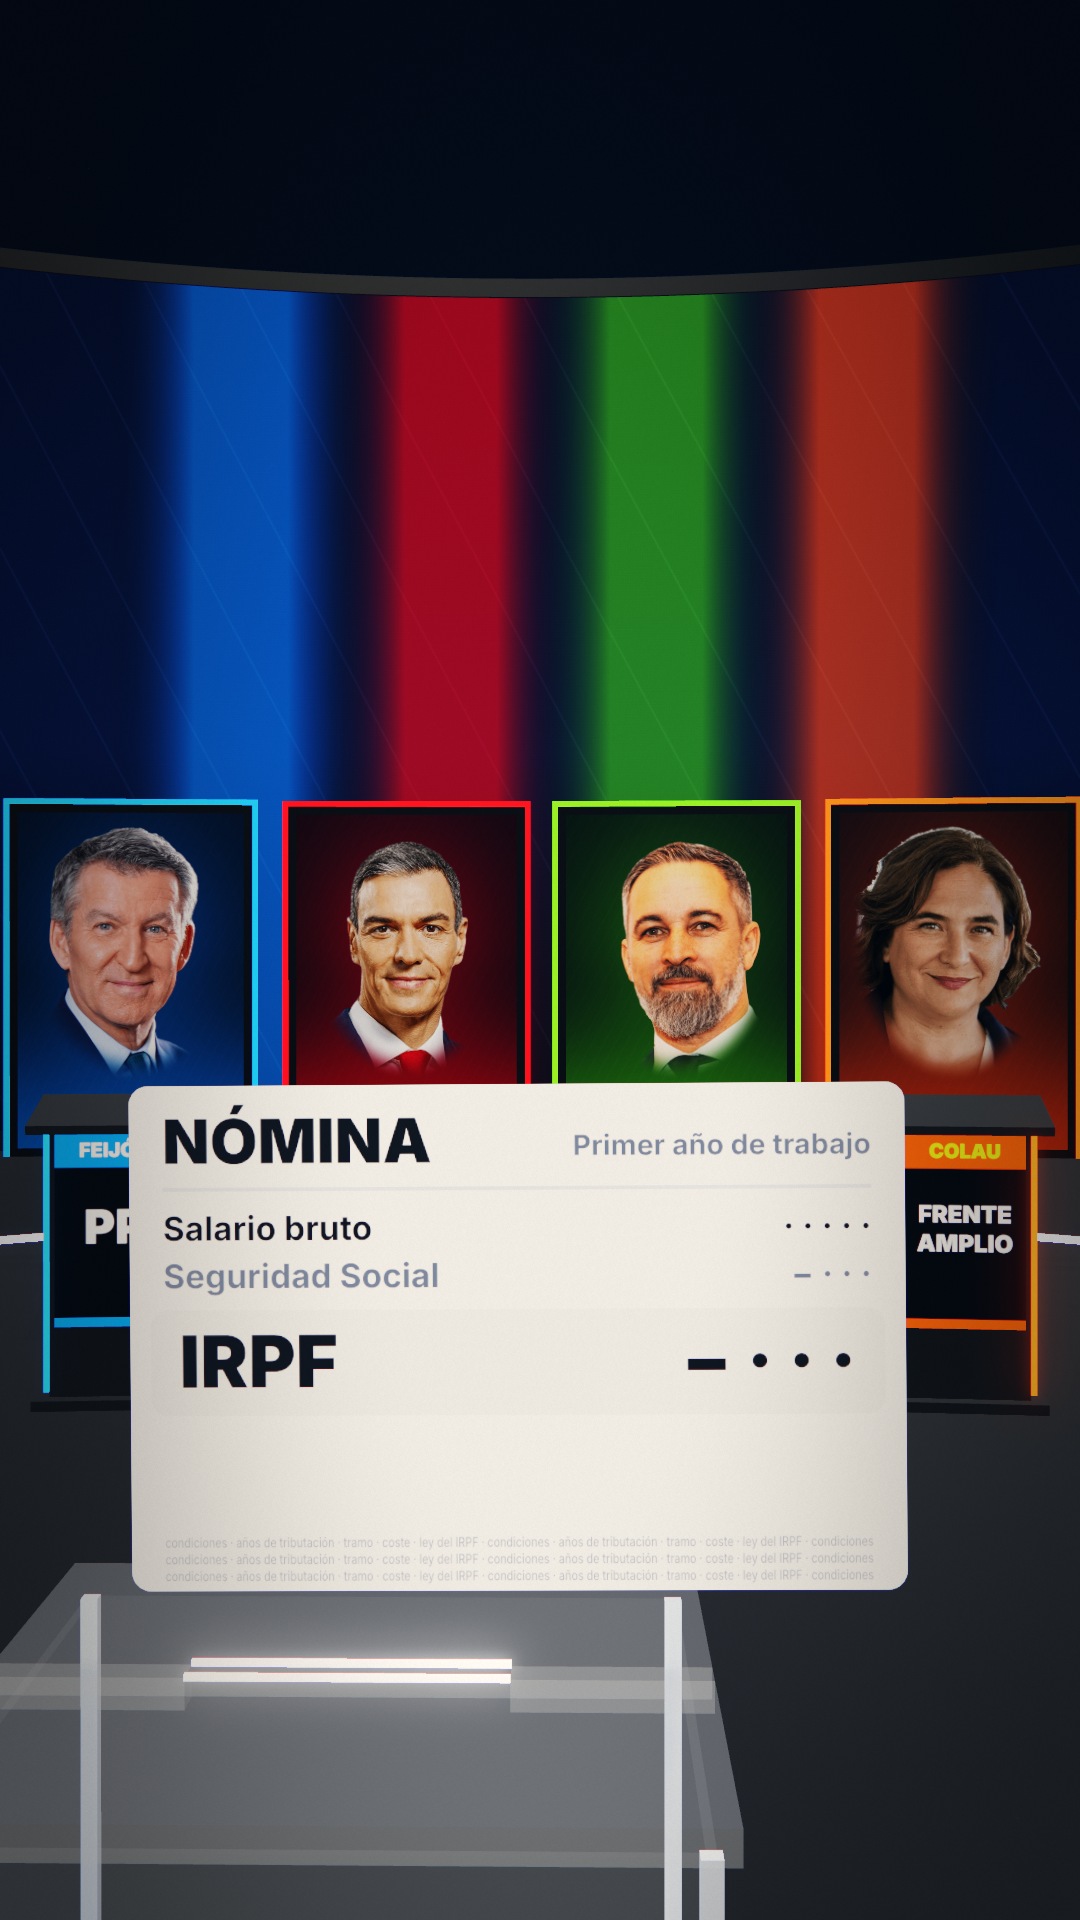 NÓMINA
Primer año de trabajo
Salario bruto
Seguridad Social
IRPF
condiciones · años de tributación · tramo · coste · ley del IRPF · condiciones · años de tributación · tramo · coste · ley del IRPF · condiciones
condiciones · años de tributación · tramo · coste · ley del IRPF · condiciones · años de tributación · tramo · coste · ley del IRPF · condiciones
condiciones · años de tributación · tramo · coste · ley del IRPF · condiciones · años de tributación · tramo · coste · ley del IRPF · condiciones
COLAU
FRENTE
AMPLIO